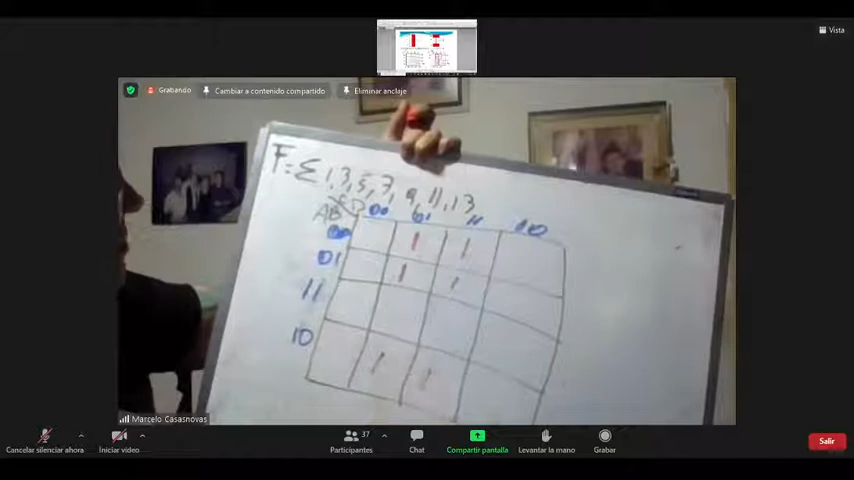 Vista
Grabando
Cambiar a contenido compartido
Eliminar anclaje
F=Σ 1,3,5,7,9,11,13
AB CD 00 01 11 10
00 1 1
01 1 1
11
10 1 1
Marcelo Casasnovas
Cancelar silenciar ahora
Iniciar video
37
Participantes
Chat
Compartir pantalla
Levantar la mano
Grabar
Salir